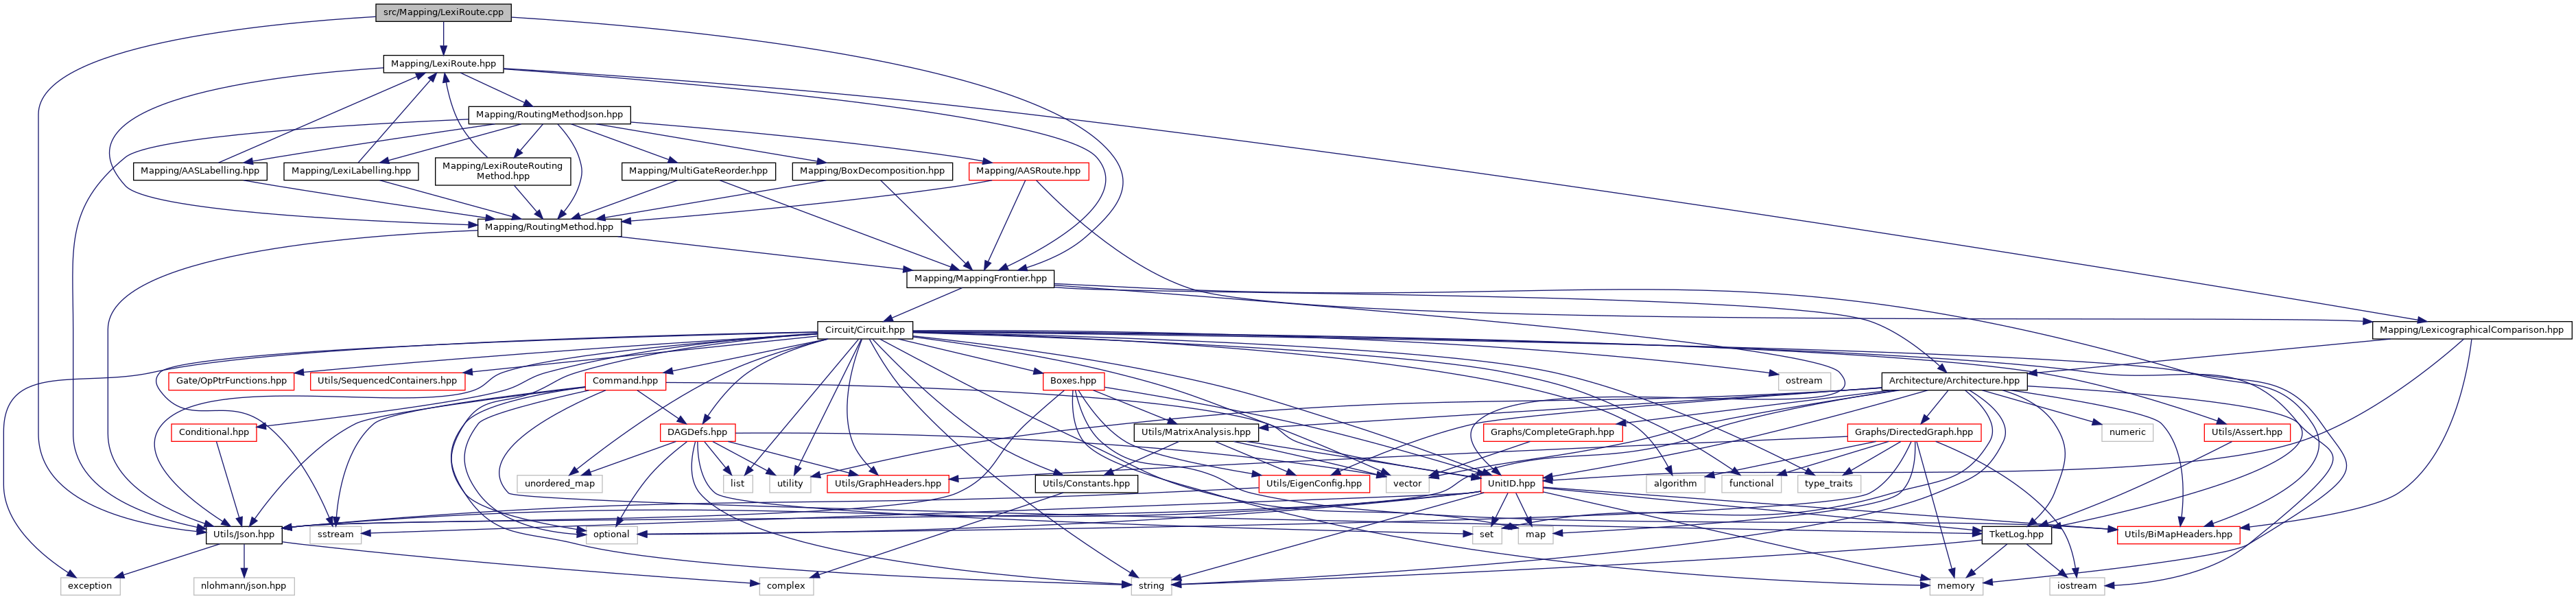 src/Mapping/LexiRoute.cpp
Mapping/LexiRoute.hpp
Mapping/RoutingMethodJson.hpp
Mapping/AASLabelling.hpp
Mapping/LexiLabelling.hpp
Mapping/LexiRouteRouting
Method.hpp
Mapping/MultiGateReorder.hpp
Mapping/BoxDecomposition.hpp
Mapping/AASRoute.hpp
Mapping/RoutingMethod.hpp
Mapping/MappingFrontier.hpp
Circuit/Circuit.hpp
Mapping/LexicographicalComparison.hpp
Gate/OpPtrFunctions.hpp
Utils/SequencedContainers.hpp
Command.hpp
Boxes.hpp
ostream
Architecture/Architecture.hpp
Conditional.hpp
DAGDefs.hpp
Utils/MatrixAnalysis.hpp
Graphs/CompleteGraph.hpp
Graphs/DirectedGraph.hpp
numeric
Utils/Assert.hpp
unordered_map
list
utility
Utils/GraphHeaders.hpp
Utils/Constants.hpp
Utils/EigenConfig.hpp
vector
UnitID.hpp
algorithm
functional
type_traits
Utils/Json.hpp
sstream
optional
set
map
TketLog.hpp
Utils/BiMapHeaders.hpp
exception
nlohmann/json.hpp
complex
string
memory
iostream